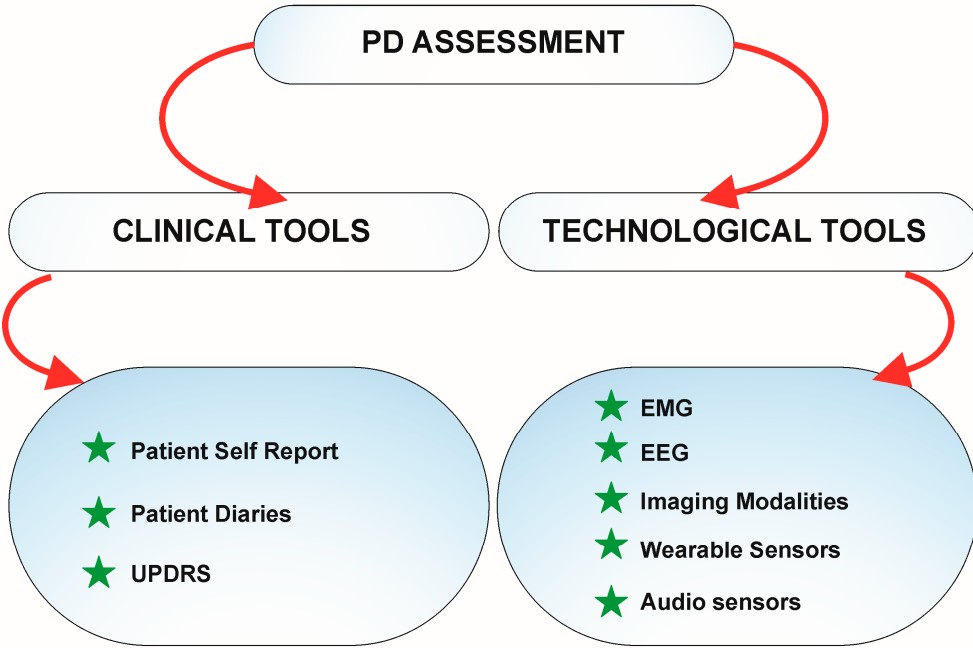 PD ASSESSMENT
CLINICAL TOOLS
TECHNOLOGICAL TOOLS
Patient Self Report
Patient Diaries
UPDRS
EMG
EEG
Imaging Modalities
Wearable Sensors
Audio sensors